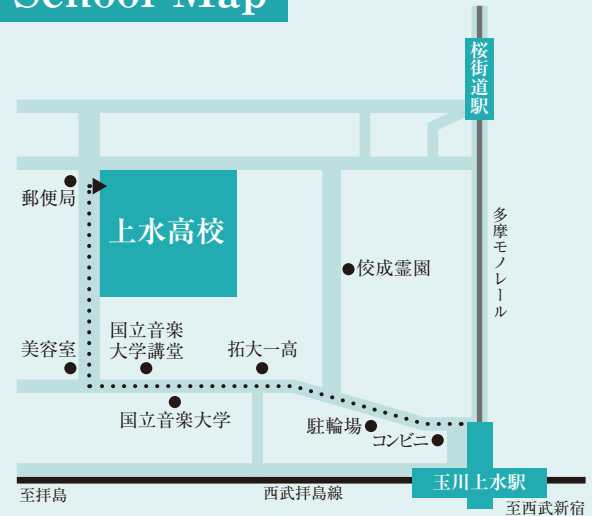 School Map
桜街道駅
郵便局
上水高校
多摩モノレール
佼成霊園
美容室
国立音楽
大学講堂
拓大一高
国立音楽大学
駐輪場
コンビニ
玉川上水駅
至拝島
西武拝島線
至西武新宿